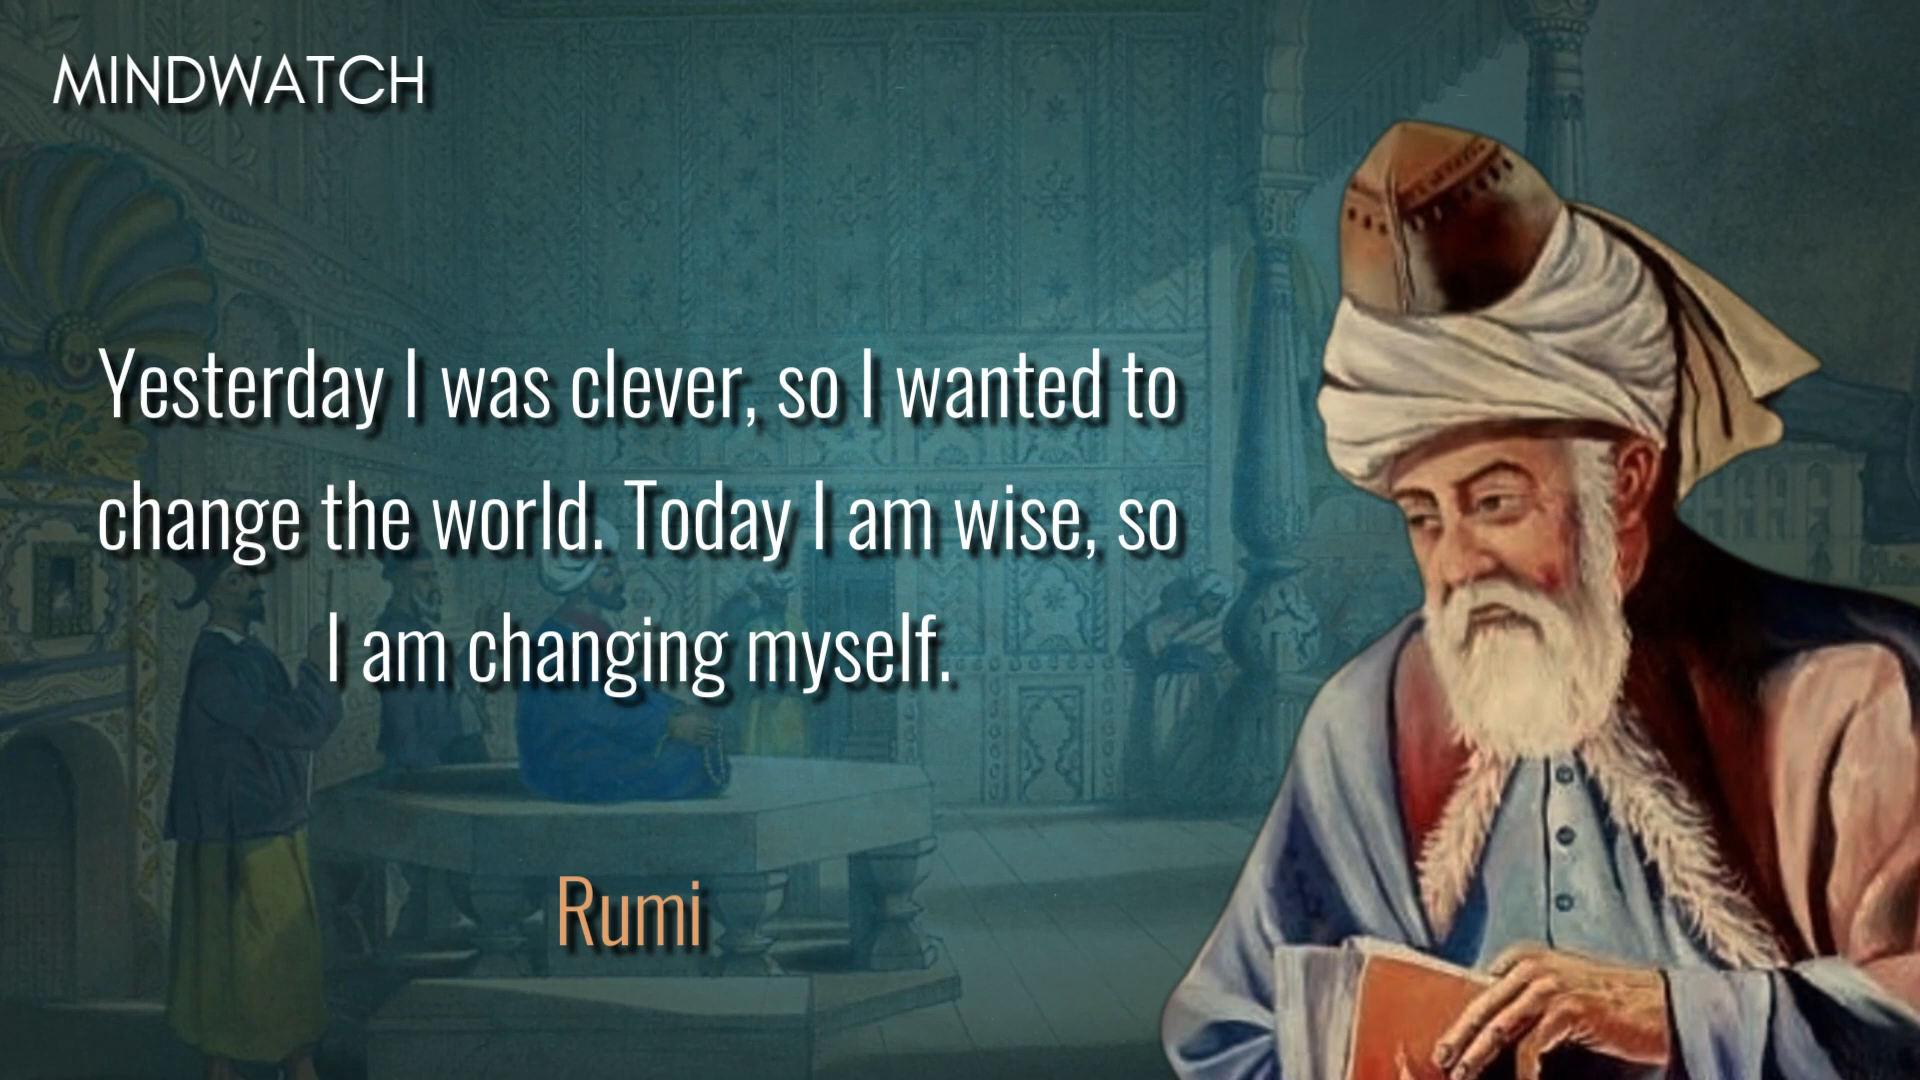 MINDWATCH
Yesterday I was clever, so I wanted to
change the world. Today I am wise, so
I am changing myself.
Rumi